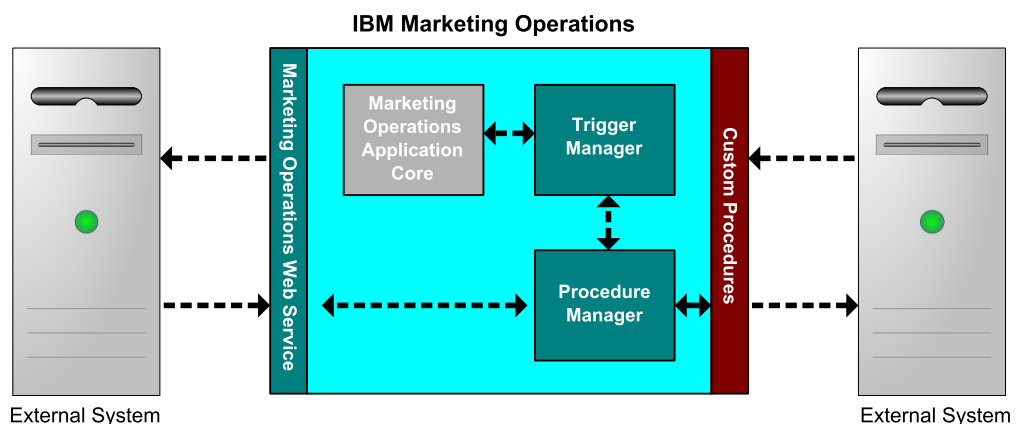 IBM Marketing Operations
Marketing Operations Web Service
Marketing
Operations
Application
Core
Trigger
Manager
Procedure
Manager
Custom Procedures
External System
External System